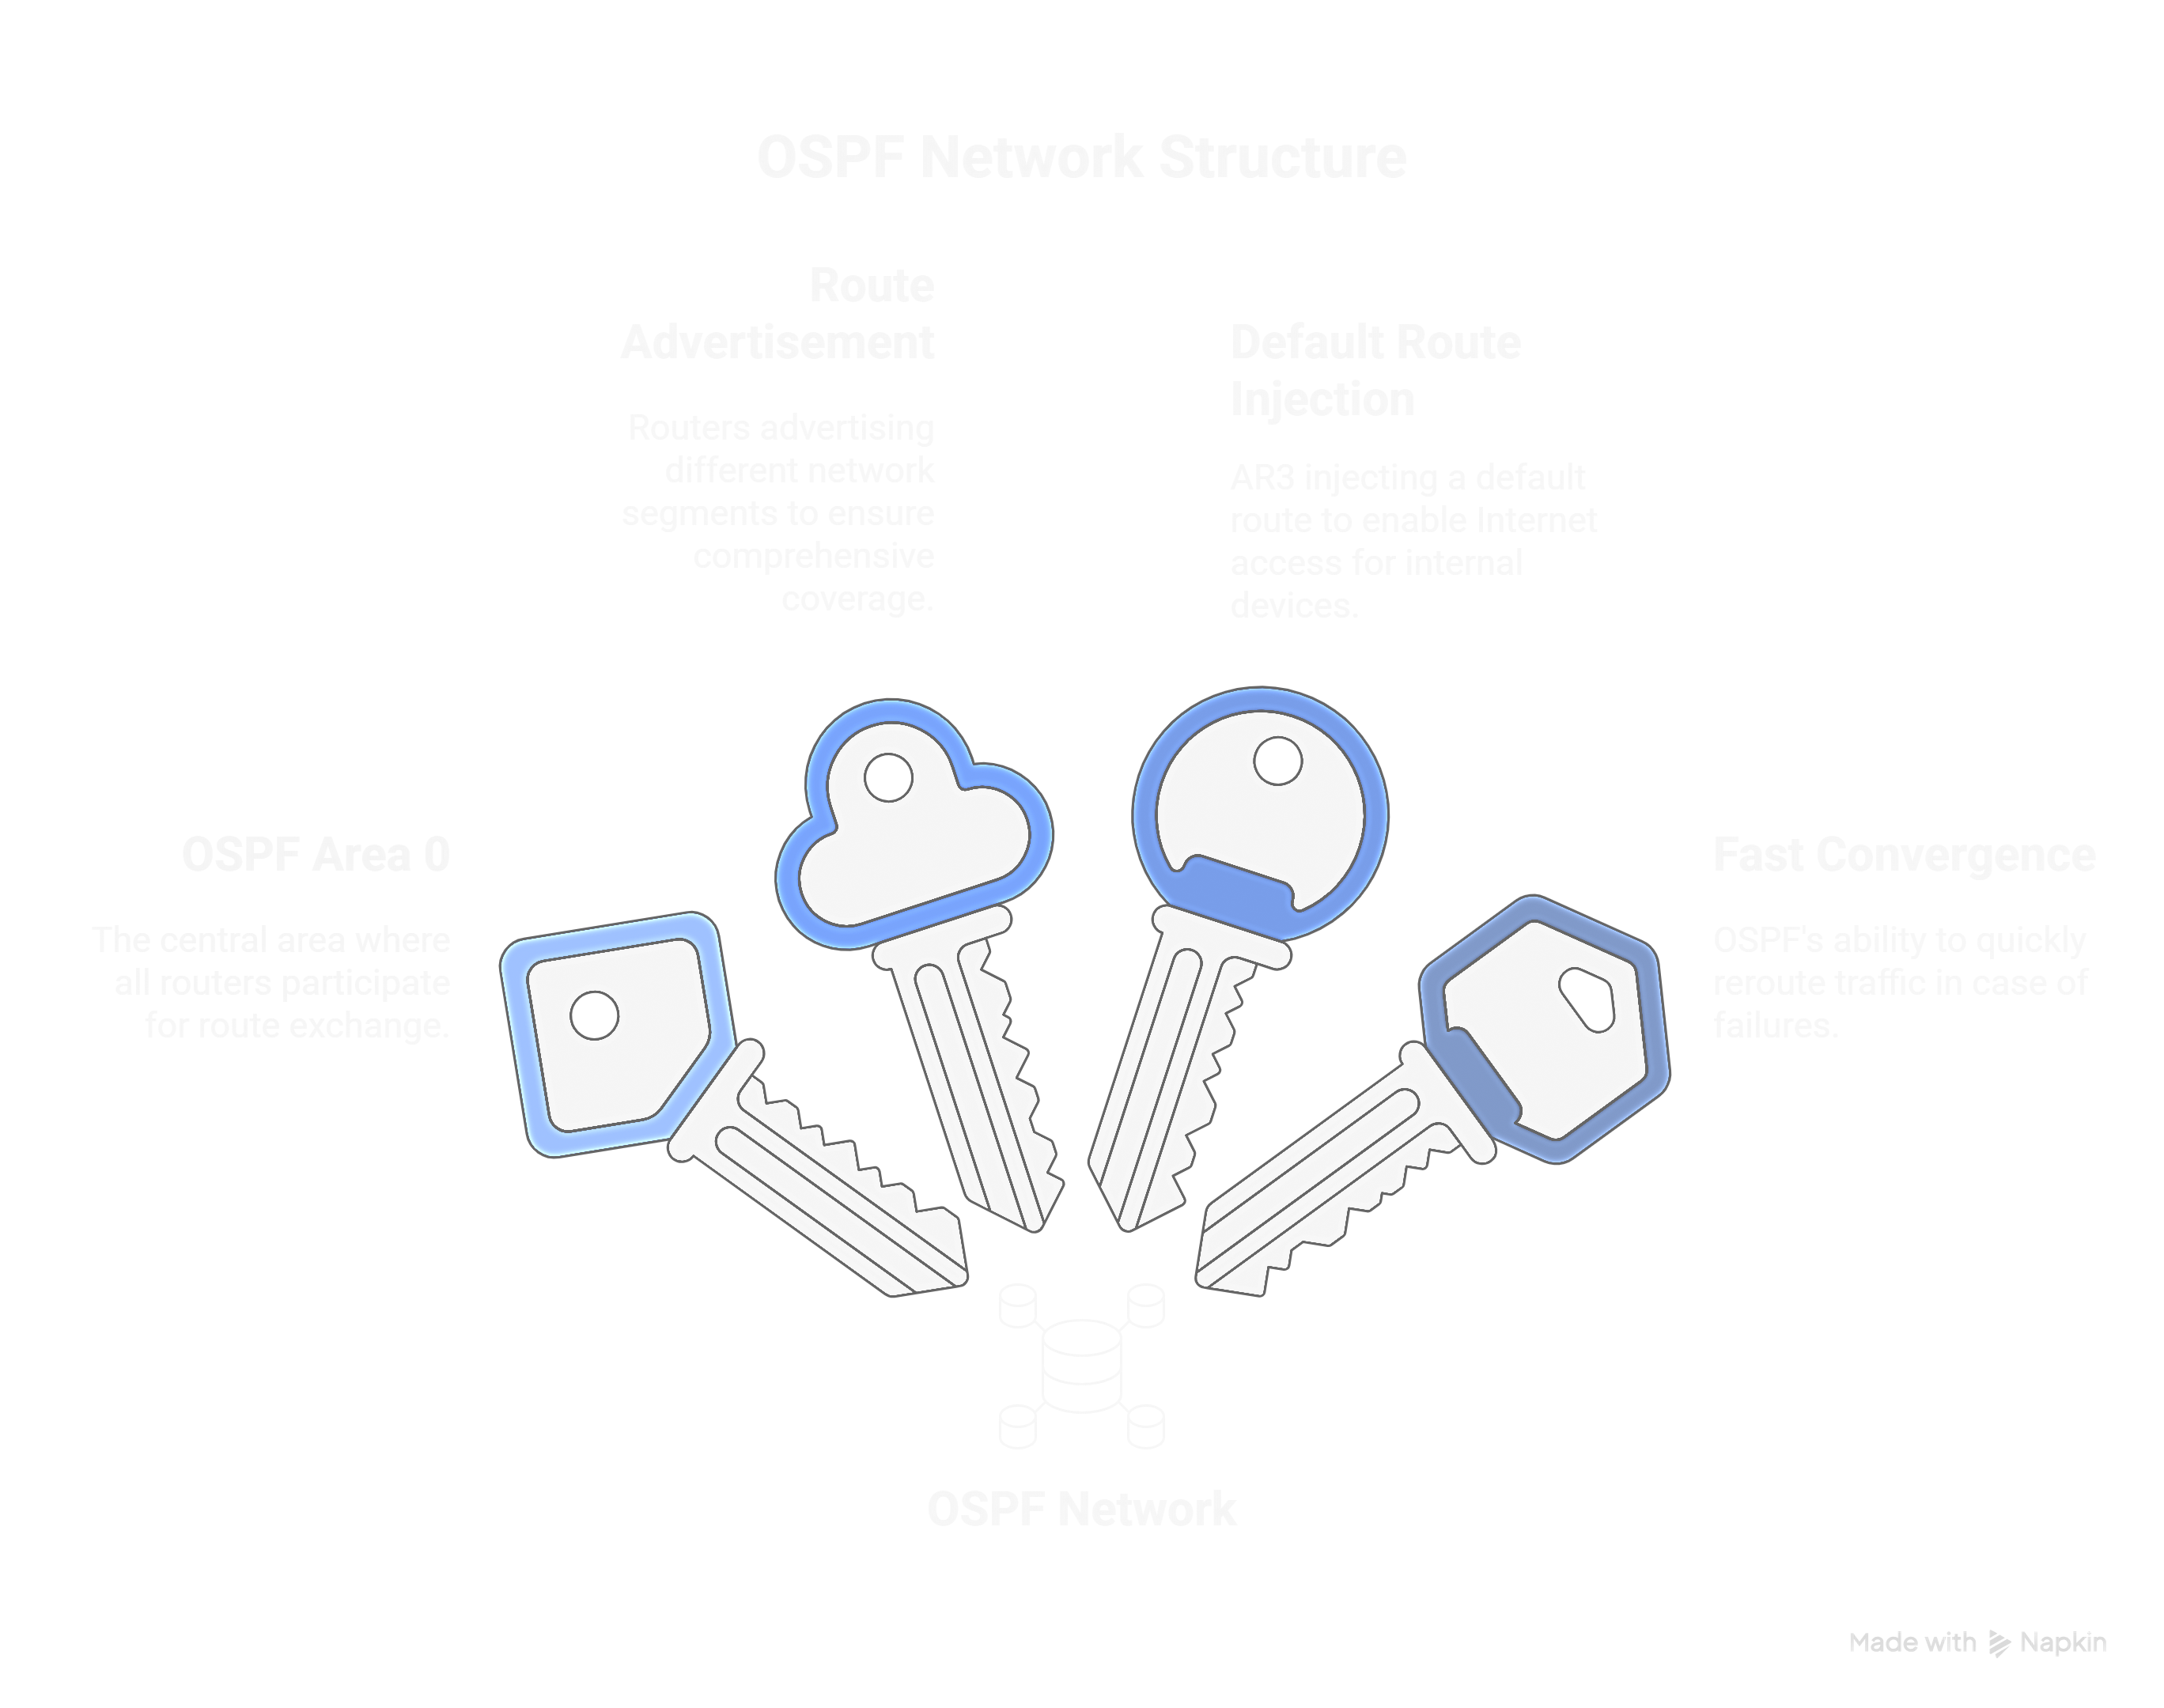 OSPF Network Structure
Route
Advertisement
Routers advertising
different network
segments to ensure
comprehensive
coverage.
Default Route
Injection
AR3 injecting a default
route to enable Internet
access for internal
devices.
OSPF Area 0
The central area where
all routers participate
for route exchange.
Fast Convergence
OSPF's ability to quickly
reroute traffic in case of
failures.
OSPF Network
Made with Napkin